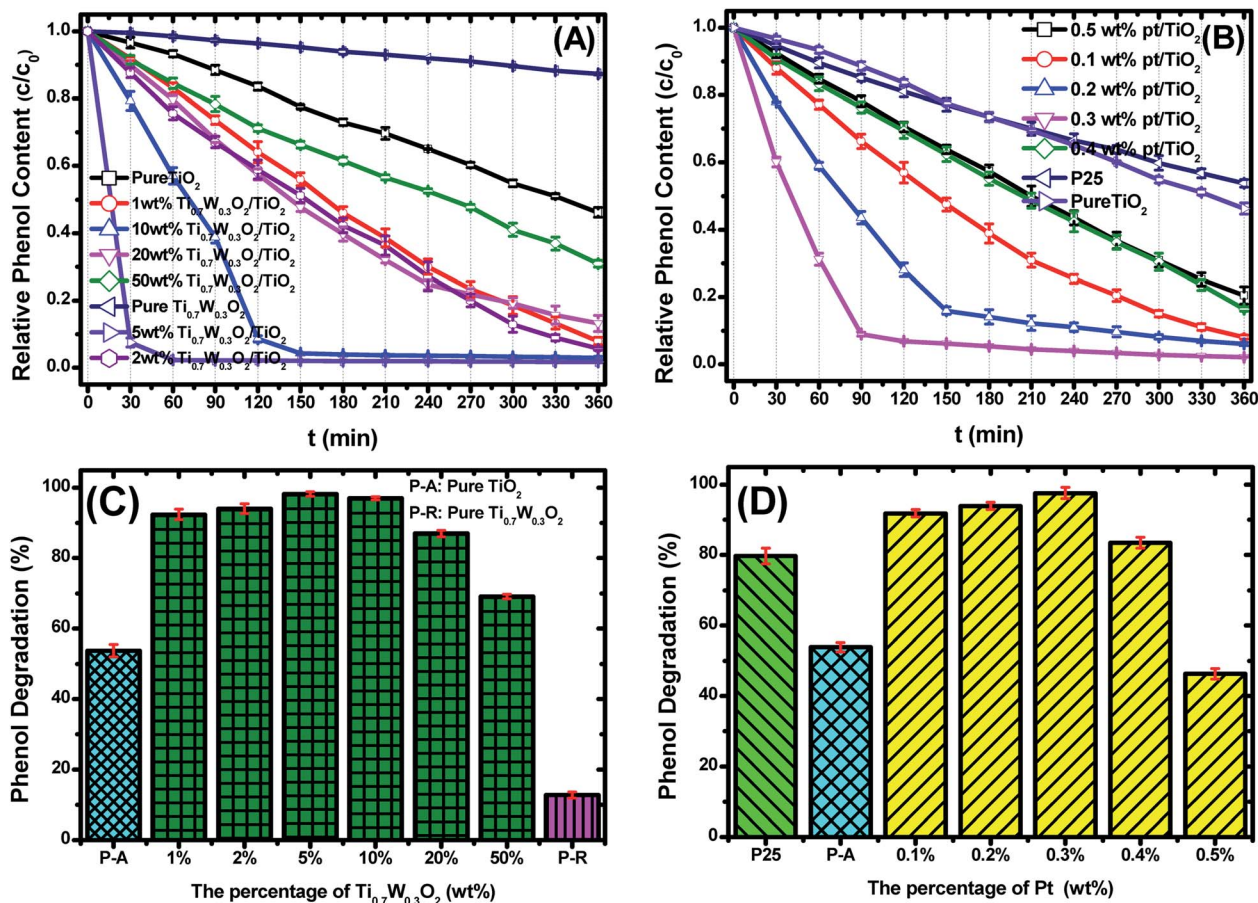 (A)
Relative Phenol Content (c/c₀)
1.0
0.8
0.6
0.4
0.2
0.0
PureTiO₂
1wt% Ti₀.₇W₀.₃O₂/TiO₂
10wt% Ti₀.₇W₀.₃O₂/TiO₂
20wt% Ti₀.₇W₀.₃O₂/TiO₂
50wt% Ti₀.₇W₀.₃O₂/TiO₂
Pure Ti₀.₇W₀.₃O₂
5wt% Ti₀.₇W₀.₃O₂/TiO₂
2wt% Ti₀.₇W₀.₃O₂/TiO₂
0 30 60 90 120 150 180 210 240 270 300 330 360
t (min)
(B)
Relative Phenol Content (c/c₀)
1.0
0.8
0.6
0.4
0.2
0.0
0.5 wt% pt/TiO₂
0.1 wt% pt/TiO₂
0.2 wt% pt/TiO₂
0.3 wt% pt/TiO₂
0.4 wt% pt/TiO₂
P25
PureTiO₂
0 30 60 90 120 150 180 210 240 270 300 330 360
t (min)
(C)
Phenol Degradation (%)
100
80
60
40
20
0
P-A: Pure TiO₂
P-R: Pure Ti₀.₇W₀.₃O₂
P-A 1% 2% 5% 10% 20% 50% P-R
The percentage of Ti₀.₇W₀.₃O₂ (wt%)
(D)
Phenol Degradation (%)
100
80
60
40
20
0
P25 P-A 0.1% 0.2% 0.3% 0.4% 0.5%
The percentage of Pt (wt%)